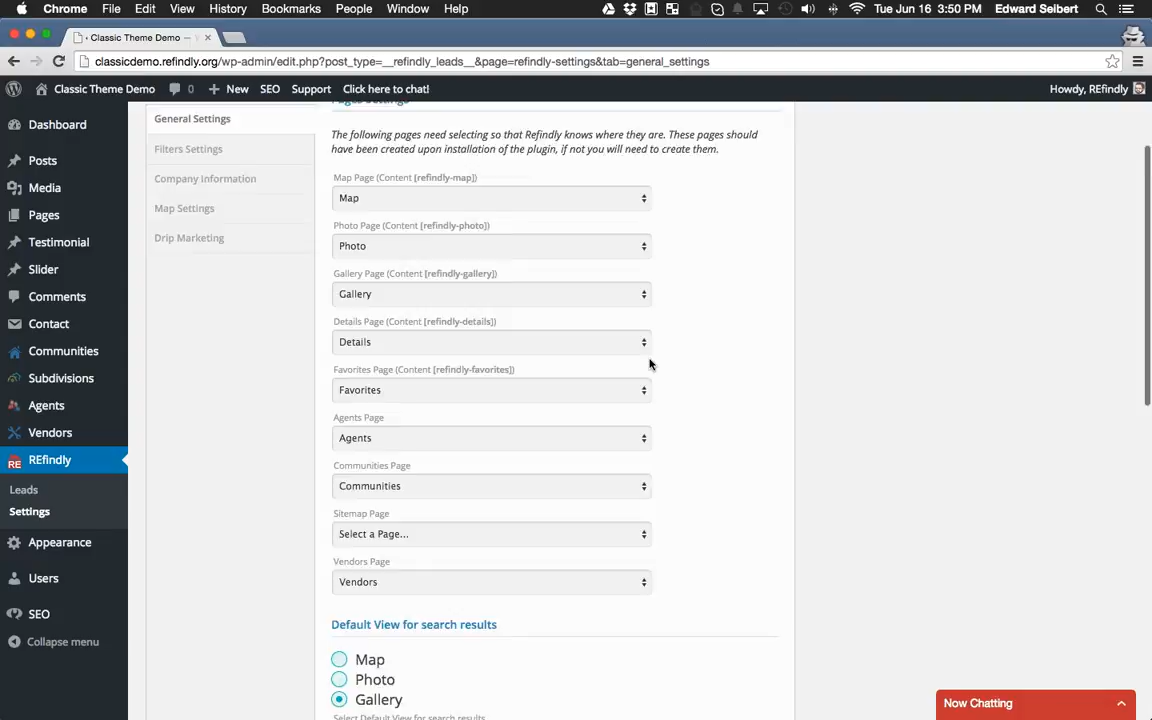 Chrome File Edit View History Bookmarks People Window Help Tue Jun 16 3:50 PM Edward Seibert
Classic Theme Demo —
classicdemo.refindly.org/wp-admin/edit.php?post_type=__refindly_leads__&page=refindly-settings&tab=general_settings
Classic Theme Demo 0 + New SEO Support Click here to chat! Howdy, REfindly
Dashboard
Posts
Media
Pages
Testimonial
Slider
Comments
Contact
Communities
Subdivisions
Agents
Vendors
RE REfindly
Leads
Settings
Appearance
Users
SEO
Collapse menu
General Settings
Filters Settings
Company Information
Map Settings
Drip Marketing
Pages Settings
The following pages need selecting so that Refindly knows where they are. These pages should
have been created upon installation of the plugin, if not you will need to create them.
Map Page (Content [refindly-map])
Map
Photo Page (Content [refindly-photo])
Photo
Gallery Page (Content [refindly-gallery])
Gallery
Details Page (Content [refindly-details])
Details
Favorites Page (Content [refindly-favorites])
Favorites
Agents Page
Agents
Communities Page
Communities
Sitemap Page
Select a Page...
Vendors Page
Vendors
Default View for search results
Map
Photo
Gallery
Select Default View for search results
Now Chatting